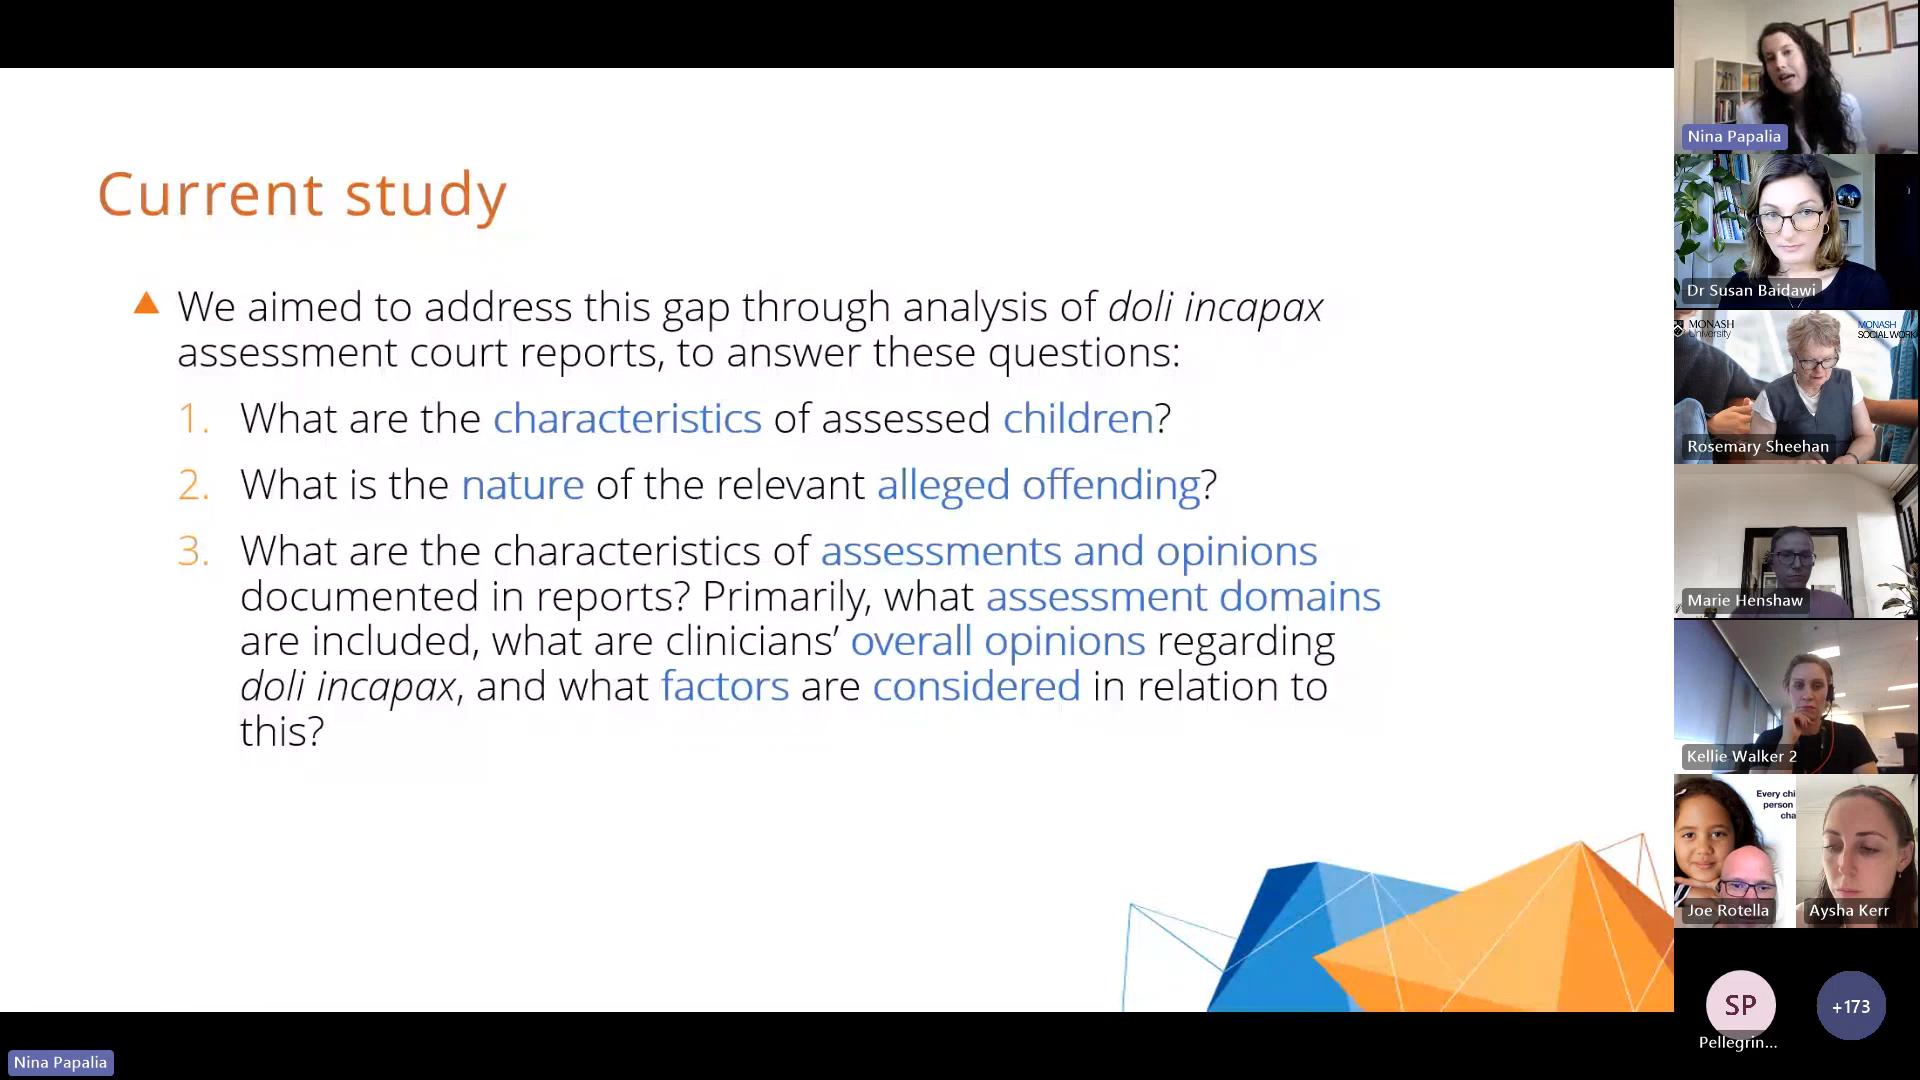 Current study
We aimed to address this gap through analysis of doli incapax
assessment court reports, to answer these questions:
1. What are the characteristics of assessed children?
2. What is the nature of the relevant alleged offending?
3. What are the characteristics of assessments and opinions
documented in reports? Primarily, what assessment domains
are included, what are clinicians’ overall opinions regarding
doli incapax, and what factors are considered in relation to
this?
Nina Papalia
Nina Papalia
Dr Susan Baidawi
MONASH
University
MONASH
SOCIAL WORK
Rosemary Sheehan
Marie Henshaw
Kellie Walker 2
Every chi
person
cha
Joe Rotella
Aysha Kerr
SP
+173
Pellegrin...